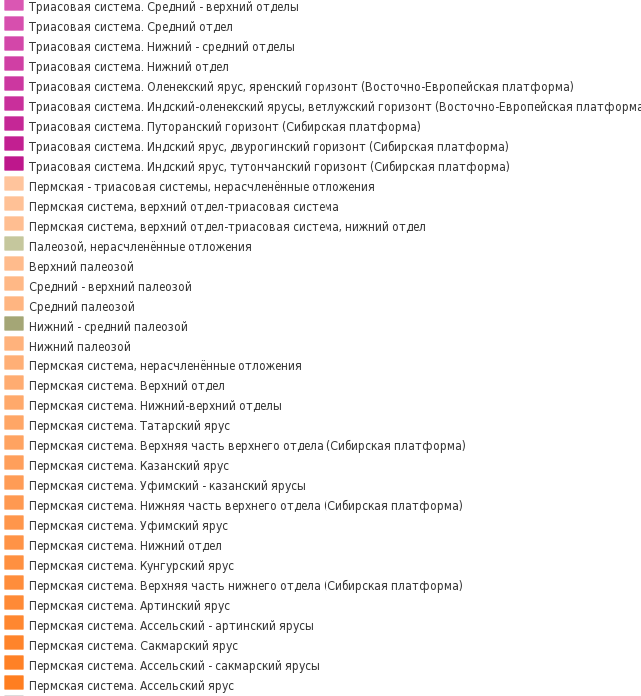 Триасовая система. Средний - верхний отделы
Триасовая система. Средний отдел
Триасовая система. Нижний - средний отделы
Триасовая система. Нижний отдел
Триасовая система. Оленекский ярус, яренский горизонт (Восточно-Европейская платформа)
Триасовая система. Индский-оленекский ярусы, ветлужский горизонт (Восточно-Европейская платформа
Триасовая система. Путоранский горизонт (Сибирская платформа)
Триасовая система. Индский ярус, двурогинский горизонт (Сибирская платформа)
Триасовая система. Индский ярус, тутончанский горизонт (Сибирская платформа)
Пермская - триасовая системы, нерасчленённые отложения
Пермская система, верхний отдел-триасовая система
Пермская система, верхний отдел-триасовая система, нижний отдел
Палеозой, нерасчленённые отложения
Верхний палеозой
Средний - верхний палеозой
Средний палеозой
Нижний - средний палеозой
Нижний палеозой
Пермская система, нерасчленённые отложения
Пермская система. Верхний отдел
Пермская система. Нижний-верхний отделы
Пермская система. Татарский ярус
Пермская система. Верхняя часть верхнего отдела (Сибирская платформа)
Пермская система. Казанский ярус
Пермская система. Уфимский - казанский ярусы
Пермская система. Нижняя часть верхнего отдела (Сибирская платформа)
Пермская система. Уфимский ярус
Пермская система. Нижний отдел
Пермская система. Кунгурский ярус
Пермская система. Верхняя часть нижнего отдела (Сибирская платформа)
Пермская система. Артинский ярус
Пермская система. Ассельский - артинский ярусы
Пермская система. Сакмарский ярус
Пермская система. Ассельский - сакмарский ярусы
Пермская система. Ассельский ярус